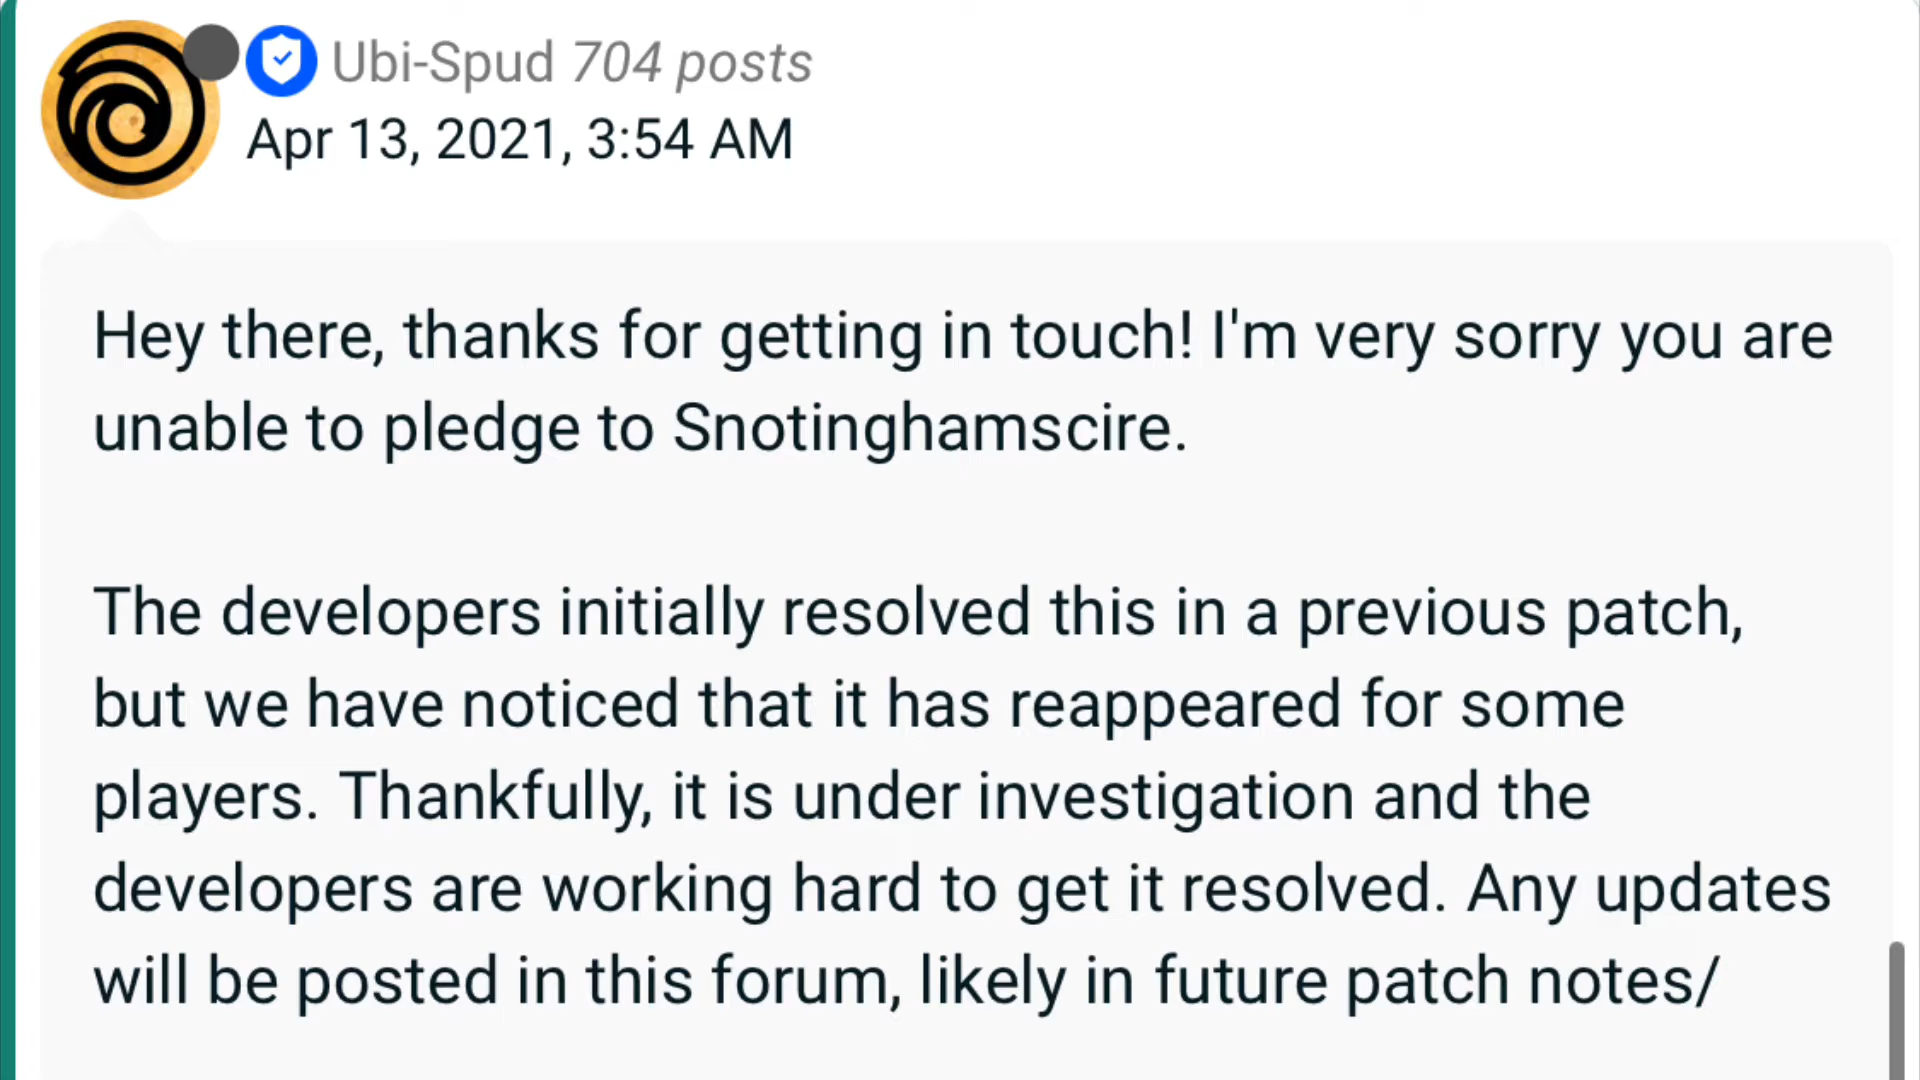 Ubi-Spud 704 posts
Apr 13, 2021, 3:54 AM
Hey there, thanks for getting in touch! I'm very sorry you are
unable to pledge to Snotinghamscire.
The developers initially resolved this in a previous patch,
but we have noticed that it has reappeared for some
players. Thankfully, it is under investigation and the
developers are working hard to get it resolved. Any updates
will be posted in this forum, likely in future patch notes/